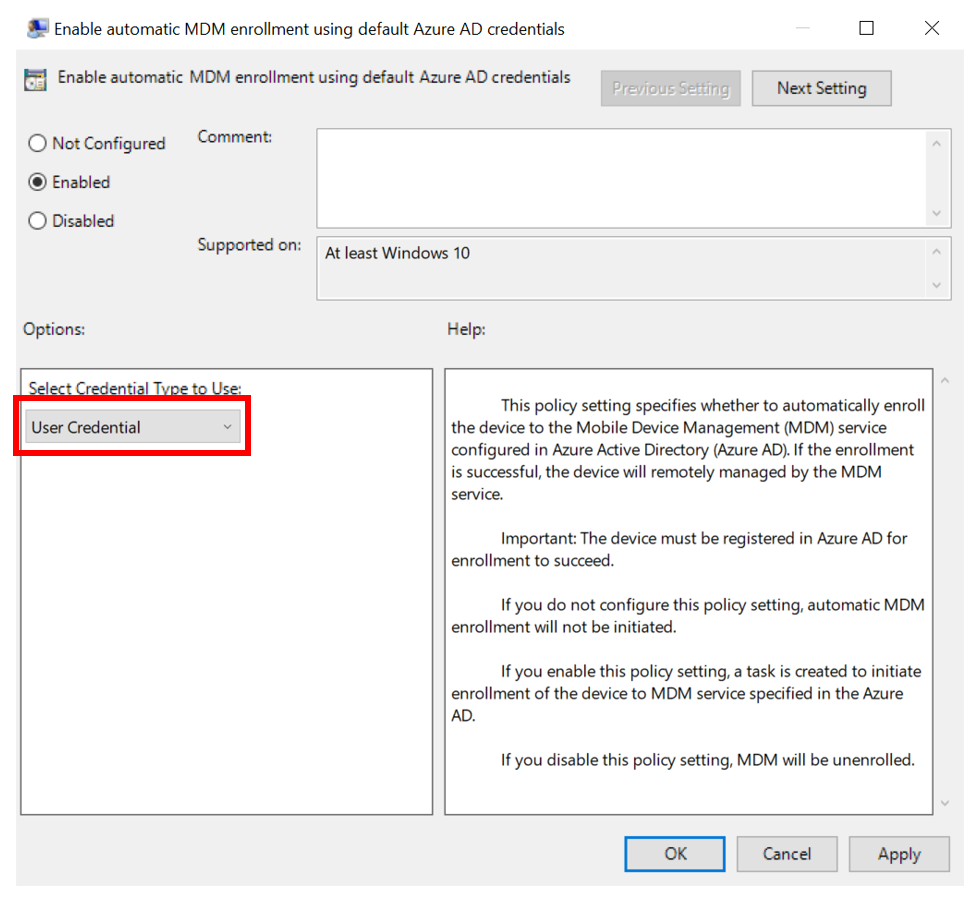 Enable automatic MDM enrollment using default Azure AD credentials
Enable automatic MDM enrollment using default Azure AD credentials
Previous Setting
Next Setting
Not Configured
Comment:
Enabled
Disabled
Supported on:
At least Windows 10
Options:
Help:
Select Credential Type to Use:
User Credential
This policy setting specifies whether to automatically enroll
the device to the Mobile Device Management (MDM) service
configured in Azure Active Directory (Azure AD). If the enrollment
is successful, the device will remotely managed by the MDM
service.
Important: The device must be registered in Azure AD for
enrollment to succeed.
If you do not configure this policy setting, automatic MDM
enrollment will not be initiated.
If you enable this policy setting, a task is created to initiate
enrollment of the device to MDM service specified in the Azure
AD.
If you disable this policy setting, MDM will be unenrolled.
OK
Cancel
Apply